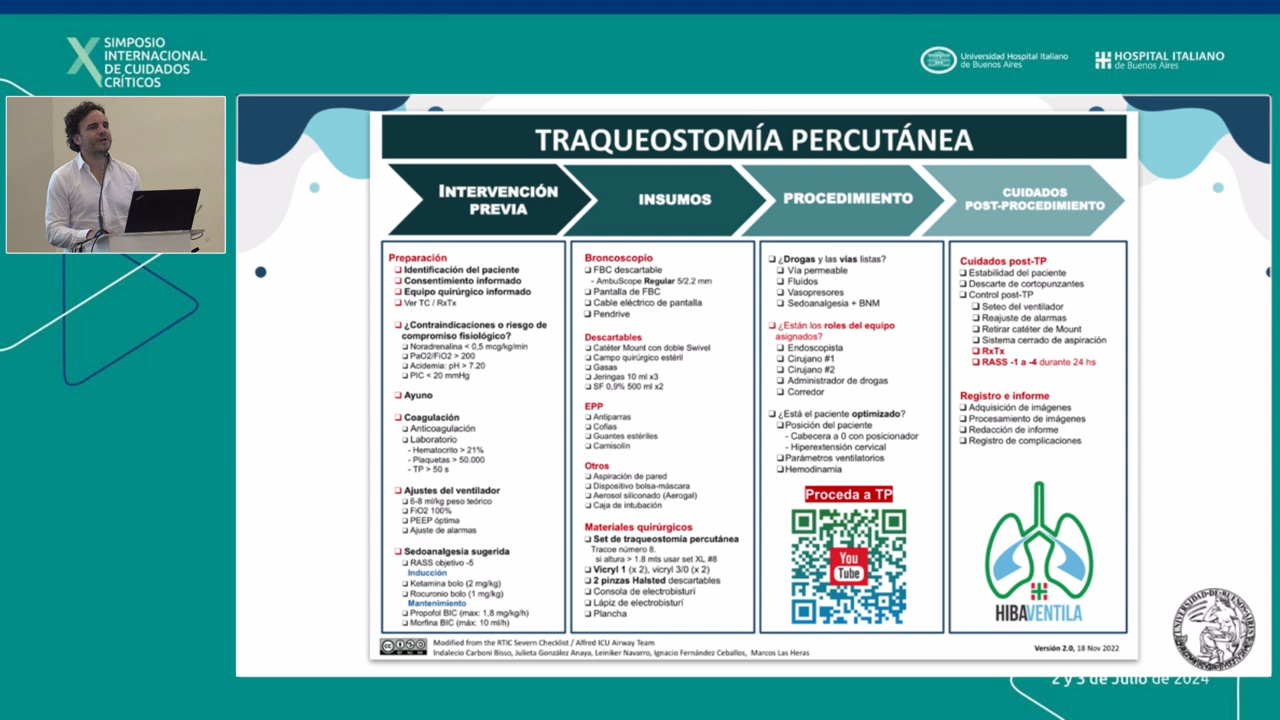 SIMPOSIO
INTERNACIONAL
DE CUIDADOS
CRÍTICOS
Universidad Hospital Italiano
de Buenos Aires
HOSPITAL ITALIANO
de Buenos Aires
TRAQUEOSTOMÍA PERCUTÁNEA
INTERVENCIÓN
PREVIA
INSUMOS
PROCEDIMIENTO
CUIDADOS
POST-PROCEDIMIENTO
Preparación
Identificación del paciente
Consentimiento informado
Equipo quirúrgico informado
Ver TC / RxTx
¿Contraindicaciones o riesgo de
compromiso fisiológico?
Noradrenalina < 0,5 mcg/kg/min
PaO2/FiO2 > 200
Acidemia: pH > 7.20
PIC < 20 mmHg
Ayuno
Coagulación
Anticoagulación
Laboratorio
- Hematocrito > 21%
- Plaquetas > 50.000
- TP > 50 s
Ajustes del ventilador
6-8 ml/kg peso teórico
FiO2 100%
PEEP óptima
Ajuste de alarmas
Sedoanalgesia sugerida
RASS objetivo -5
Inducción
Ketamina bolo (2 mg/kg)
Rocuronio bolo (1 mg/kg)
Mantenimiento
Propofol BIC (max: 1,8 mg/kg/h)
Morfina BIC (máx: 10 ml/h)
Broncoscopio
FBC descartable
- AmbuScope Regular 5/2.2 mm
Pantalla de FBC
Cable eléctrico de pantalla
Pendrive
Descartables
Catéter Mount con doble Swivel
Campo quirúrgico estéril
Gasas
Jeringas 10 ml x3
SF 0,9% 500 ml x2
EPP
Antiparras
Cofias
Guantes estériles
Camisolín
Otros
Aspiración de pared
Dispositivo bolsa-máscara
Aerosol siliconado (Aerogal)
Caja de intubación
Materiales quirúrgicos
Set de traqueostomía percutánea
Tracoe número 8.
si altura > 1.8 mts usar set XL #8
Vicryl 1 (x 2), vicryl 3/0 (x 2)
2 pinzas Halsted descartables
Consola de electrobisturí
Lápiz de electrobisturí
Plancha
¿Drogas y las vías listas?
Vía permeable
Fluídos
Vasopresores
Sedoanalgesia + BNM
¿Están los roles del equipo
asignados?
Endoscopista
Cirujano #1
Cirujano #2
Administrador de drogas
Corredor
¿Está el paciente optimizado?
Posición del paciente
- Cabecera a 0 con posicionador
- Hiperextensión cervical
Parámetros ventilatorios
Hemodinamia
Proceda a TP
You
Tube
Cuidados post-TP
Estabilidad del paciente
Descarte de cortopunzantes
Control post-TP
Seteo del ventilador
Reajuste de alarmas
Retirar catéter de Mount
Sistema cerrado de aspiración
RxTx
RASS -1 a -4 durante 24 hs
Registro e informe
Adquisición de imágenes
Procesamiento de imágenes
Redacción de informe
Registro de complicaciones
HIBAVENTILA
Modified from the RTIC Severn Checklist / Alfred ICU Airway Team
Indalecio Carboni Bisso, Julieta González Anaya, Leiniker Navarro, Ignacio Fernández Ceballos, Marcos Las Heras
Versión 2.0, 18 Nov 2022
2 y 3 de Julio de 2024